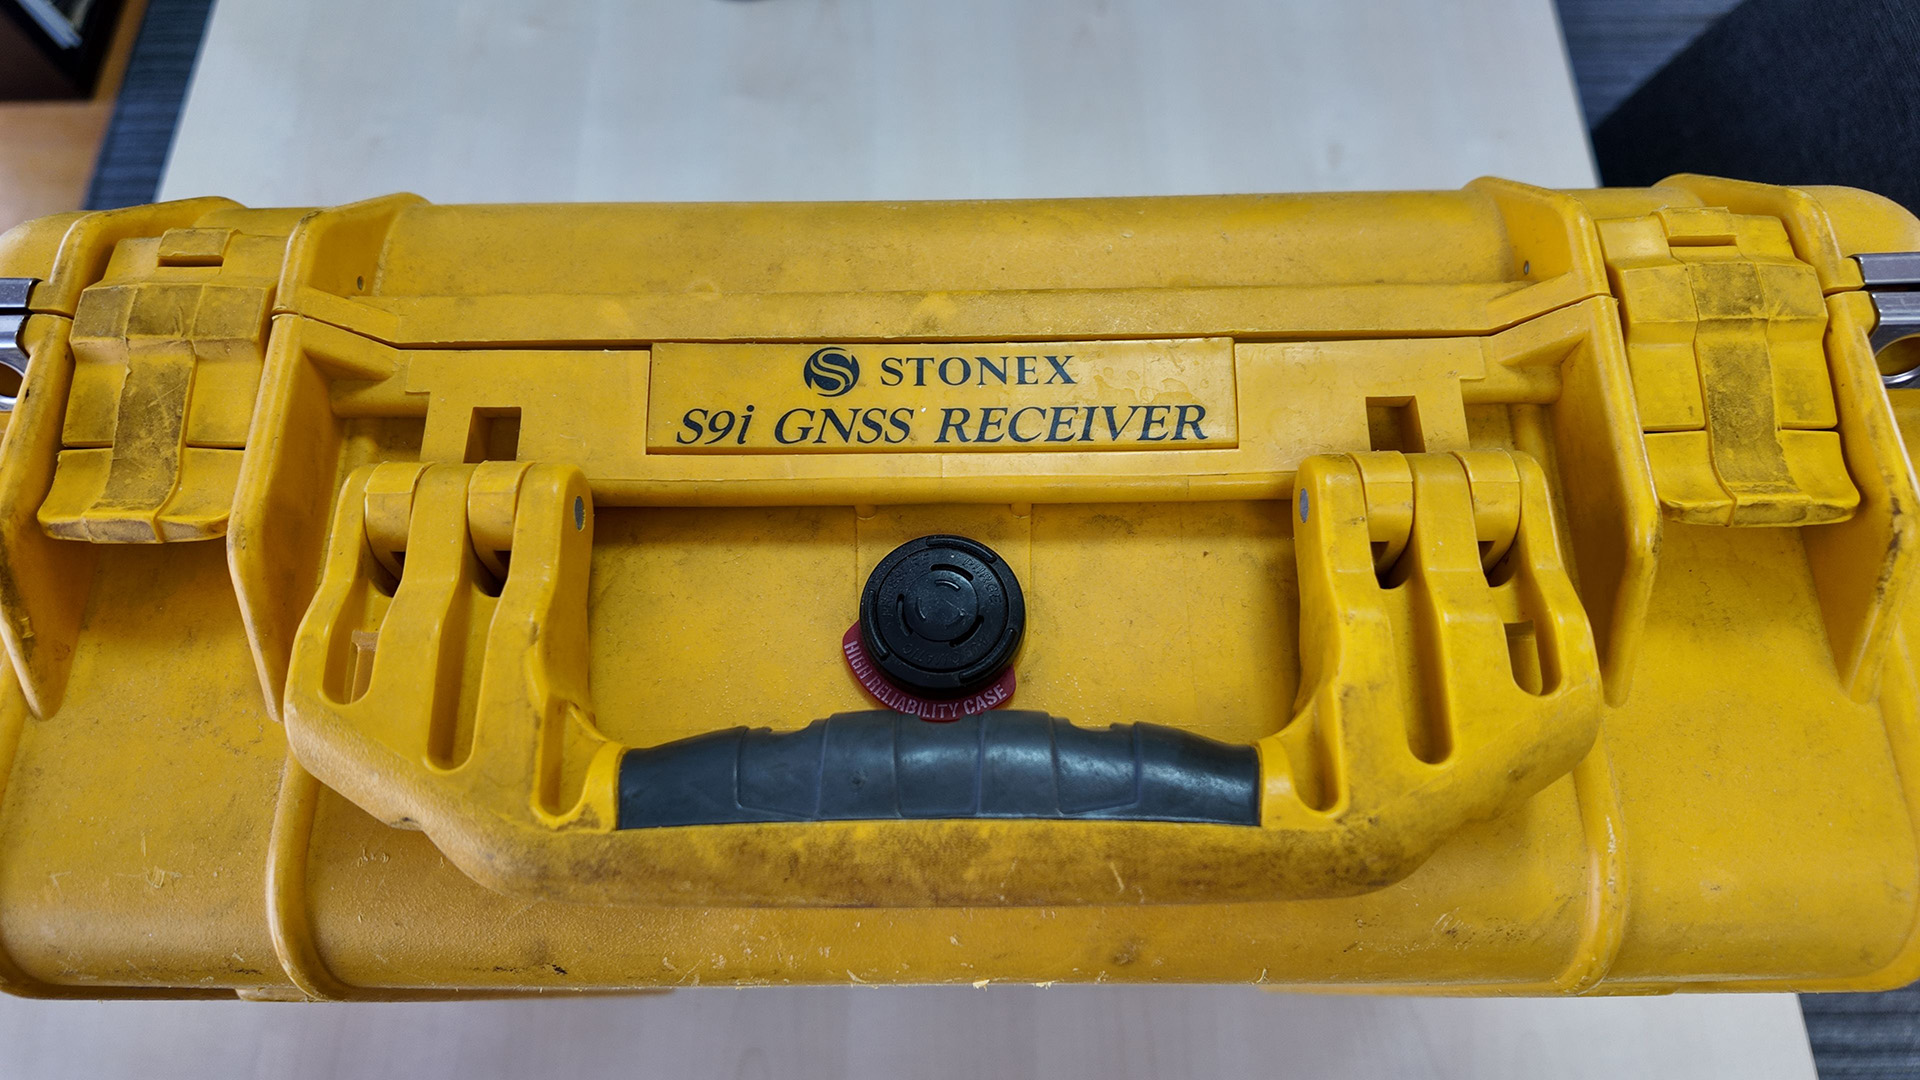 STONEX
S9i GNSS RECEIVER
HIGH RELIABILITY CASE